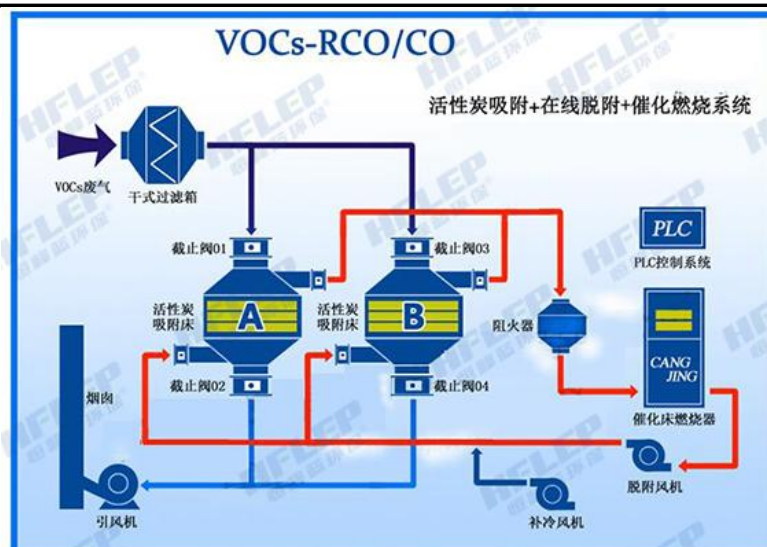 VOCs-RCO/CO
活性炭吸附+在线脱附+催化燃烧系统
VOCs废气
干式过滤箱
截止阀01
截止阀03
PLC
PLC控制系统
活性炭
吸附床
A
活性炭
吸附床
B
阻火器
CANG
JING
催化床燃烧器
截止阀02
截止阀04
烟囱
脱附风机
引风机
补冷风机
HFLEP